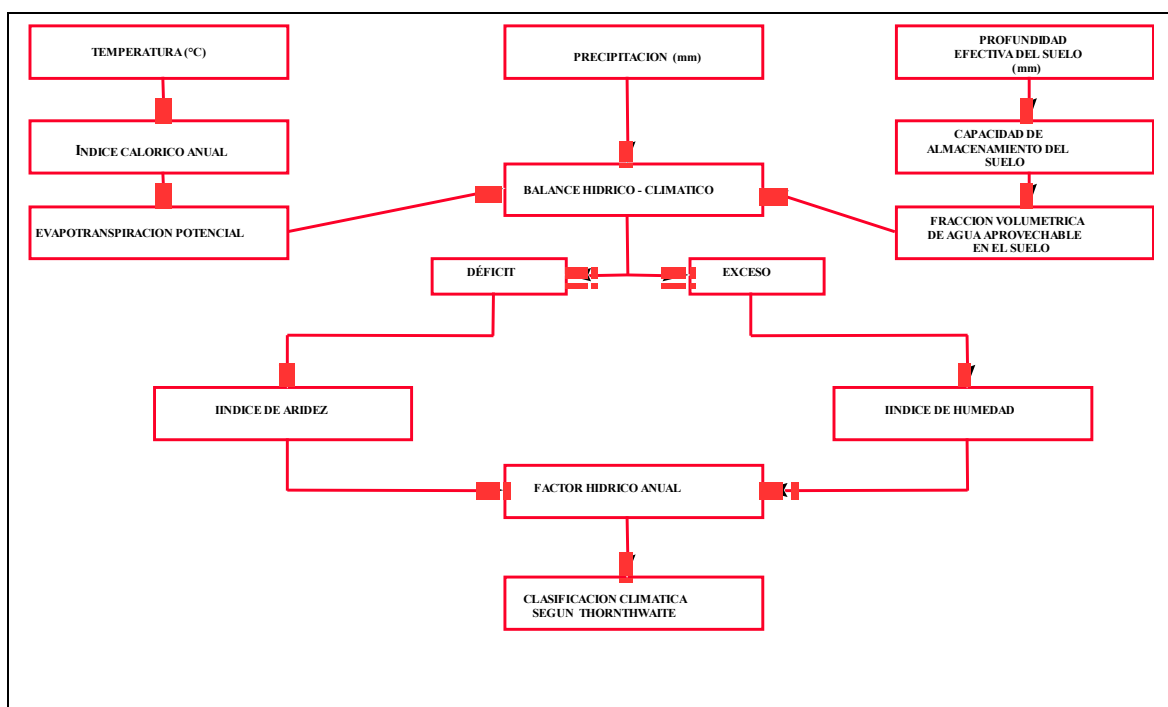 TEMPERATURA (°C)
PRECIPITACION (mm)
PROFUNDIDAD
EFECTIVA DEL SUELO
(mm)
INDICE CALORICO ANUAL
CAPACIDAD DE
ALMACENAMIENTO DEL
SUELO
BALANCE HIDRICO - CLIMATICO
EVAPOTRANSPIRACION POTENCIAL
FRACCION VOLUMETRICA
DE AGUA APROVECHABLE
EN EL SUELO
DÉFICIT
EXCESO
IINDICE DE ARIDEZ
IINDICE DE HUMEDAD
FACTOR HIDRICO ANUAL
CLASIFICACION CLIMATICA
SEGUN THORNTHWAITE